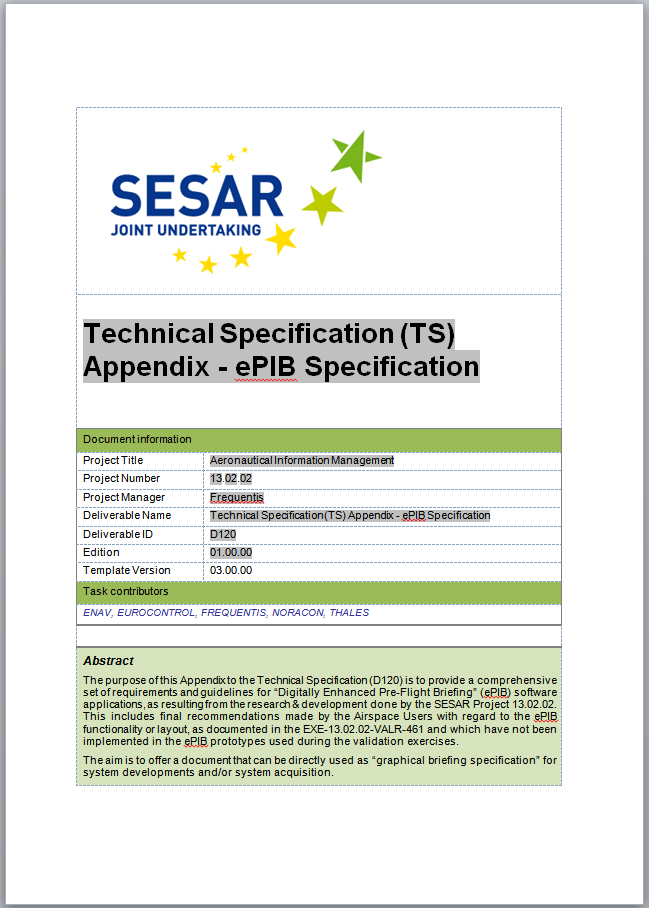 SESAR
JOINT UNDERTAKING
Technical Specification (TS)
Appendix - ePIB Specification
Document information
Project Title Aeronautical Information Management
Project Number 13.02.02
Project Manager Frequentis
Deliverable Name Technical Specification (TS) Appendix - ePIB Specification
Deliverable ID D120
Edition 01.00.00
Template Version 03.00.00
Task contributors
ENAV, EUROCONTROL, FREQUENTIS, NORACON, THALES
Abstract
The purpose of this Appendix to the Technical Specification (D120) is to provide a comprehensive
set of requirements and guidelines for “Digitally Enhanced Pre-Flight Briefing” (ePIB) software
applications, as resulting from the research & development done by the SESAR Project 13.02.02.
This includes final recommendations made by the Airspace Users with regard to the ePIB
functionality or layout, as documented in the EXE-13.02.02-VALR-461 and which have not been
implemented in the ePIB prototypes used during the validation exercises.
The aim is to offer a document that can be directly used as “graphical briefing specification” for
system developments and/or system acquisition.